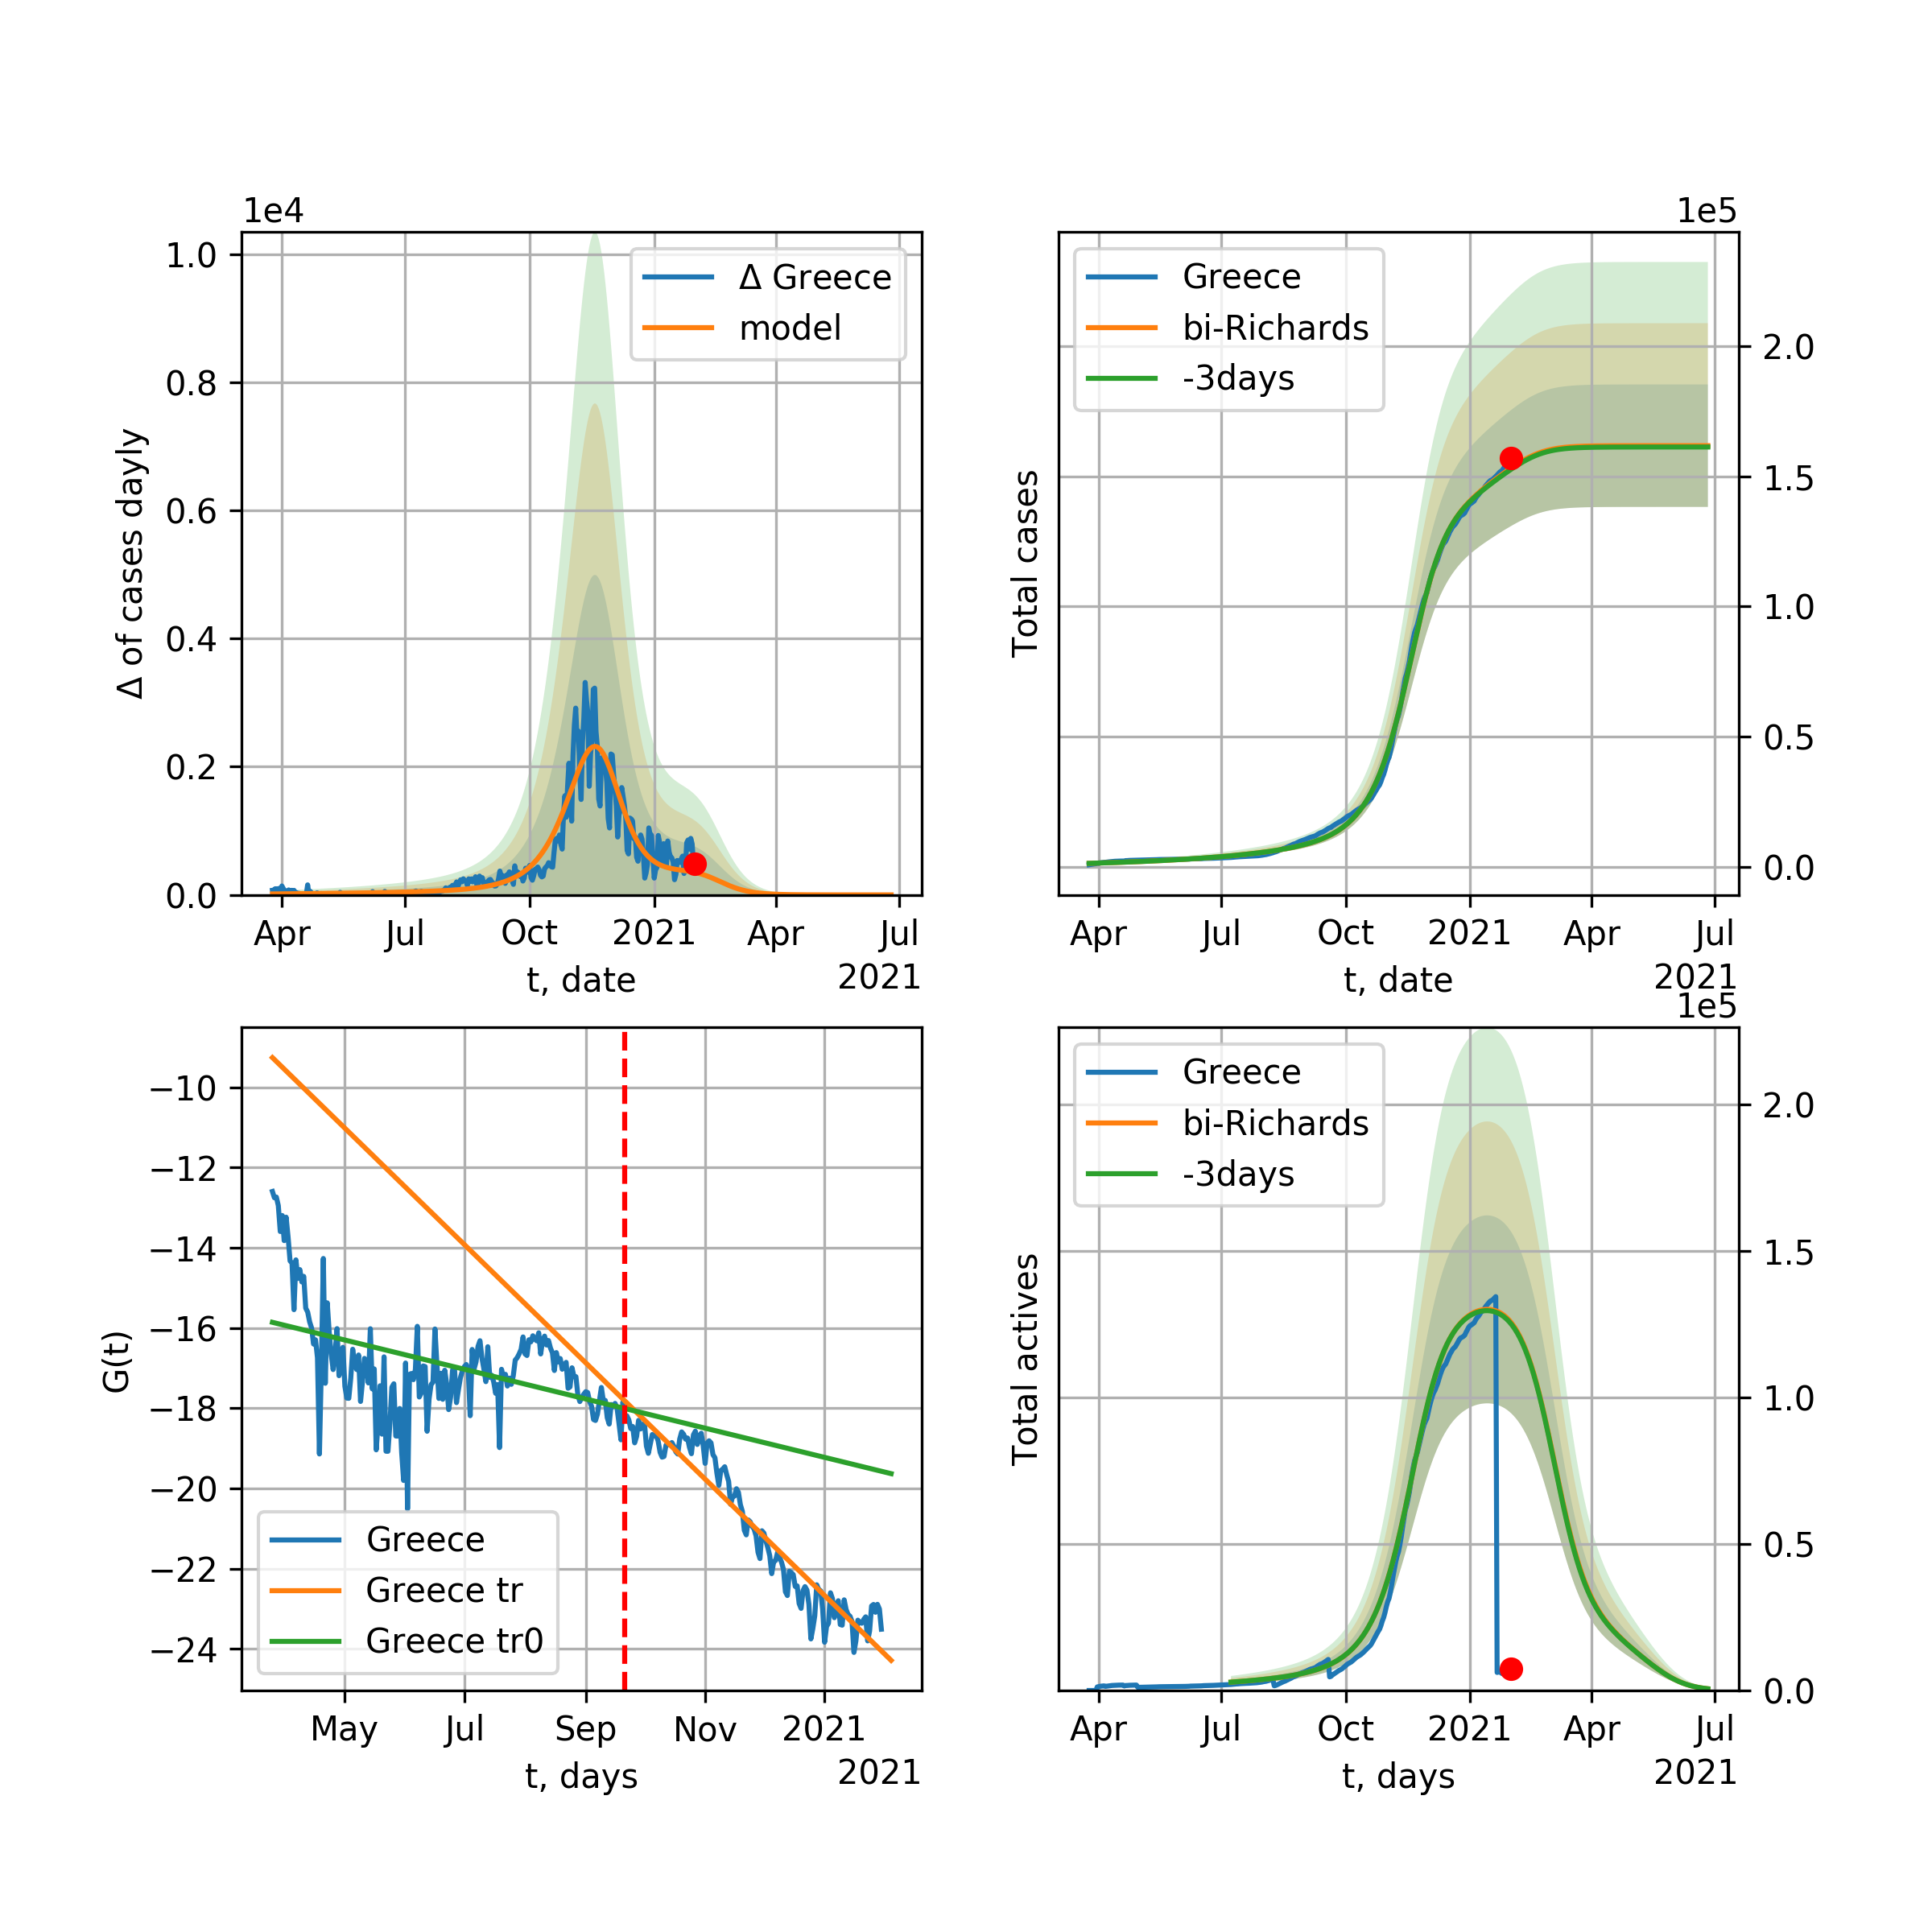 1e4
1.0
0.8
0.6
0.4
0.2
0.0
Δ of cases dayly
Δ Greece
model
Apr Jul Oct 2021 Apr Jul
t, date
2021
1e5
Greece
bi-Richards
-3days
Total cases
2.0
1.5
1.0
0.5
0.0
Apr Jul Oct 2021 Apr Jul
t, date
2021
−10
−12
−14
−16
−18
−20
−22
−24
G(t)
Greece
Greece tr
Greece tr0
May Jul Sep Nov 2021
t, days
2021
1e5
Greece
bi-Richards
-3days
Total actives
2.0
1.5
1.0
0.5
0.0
Apr Jul Oct 2021 Apr Jul
t, days
2021